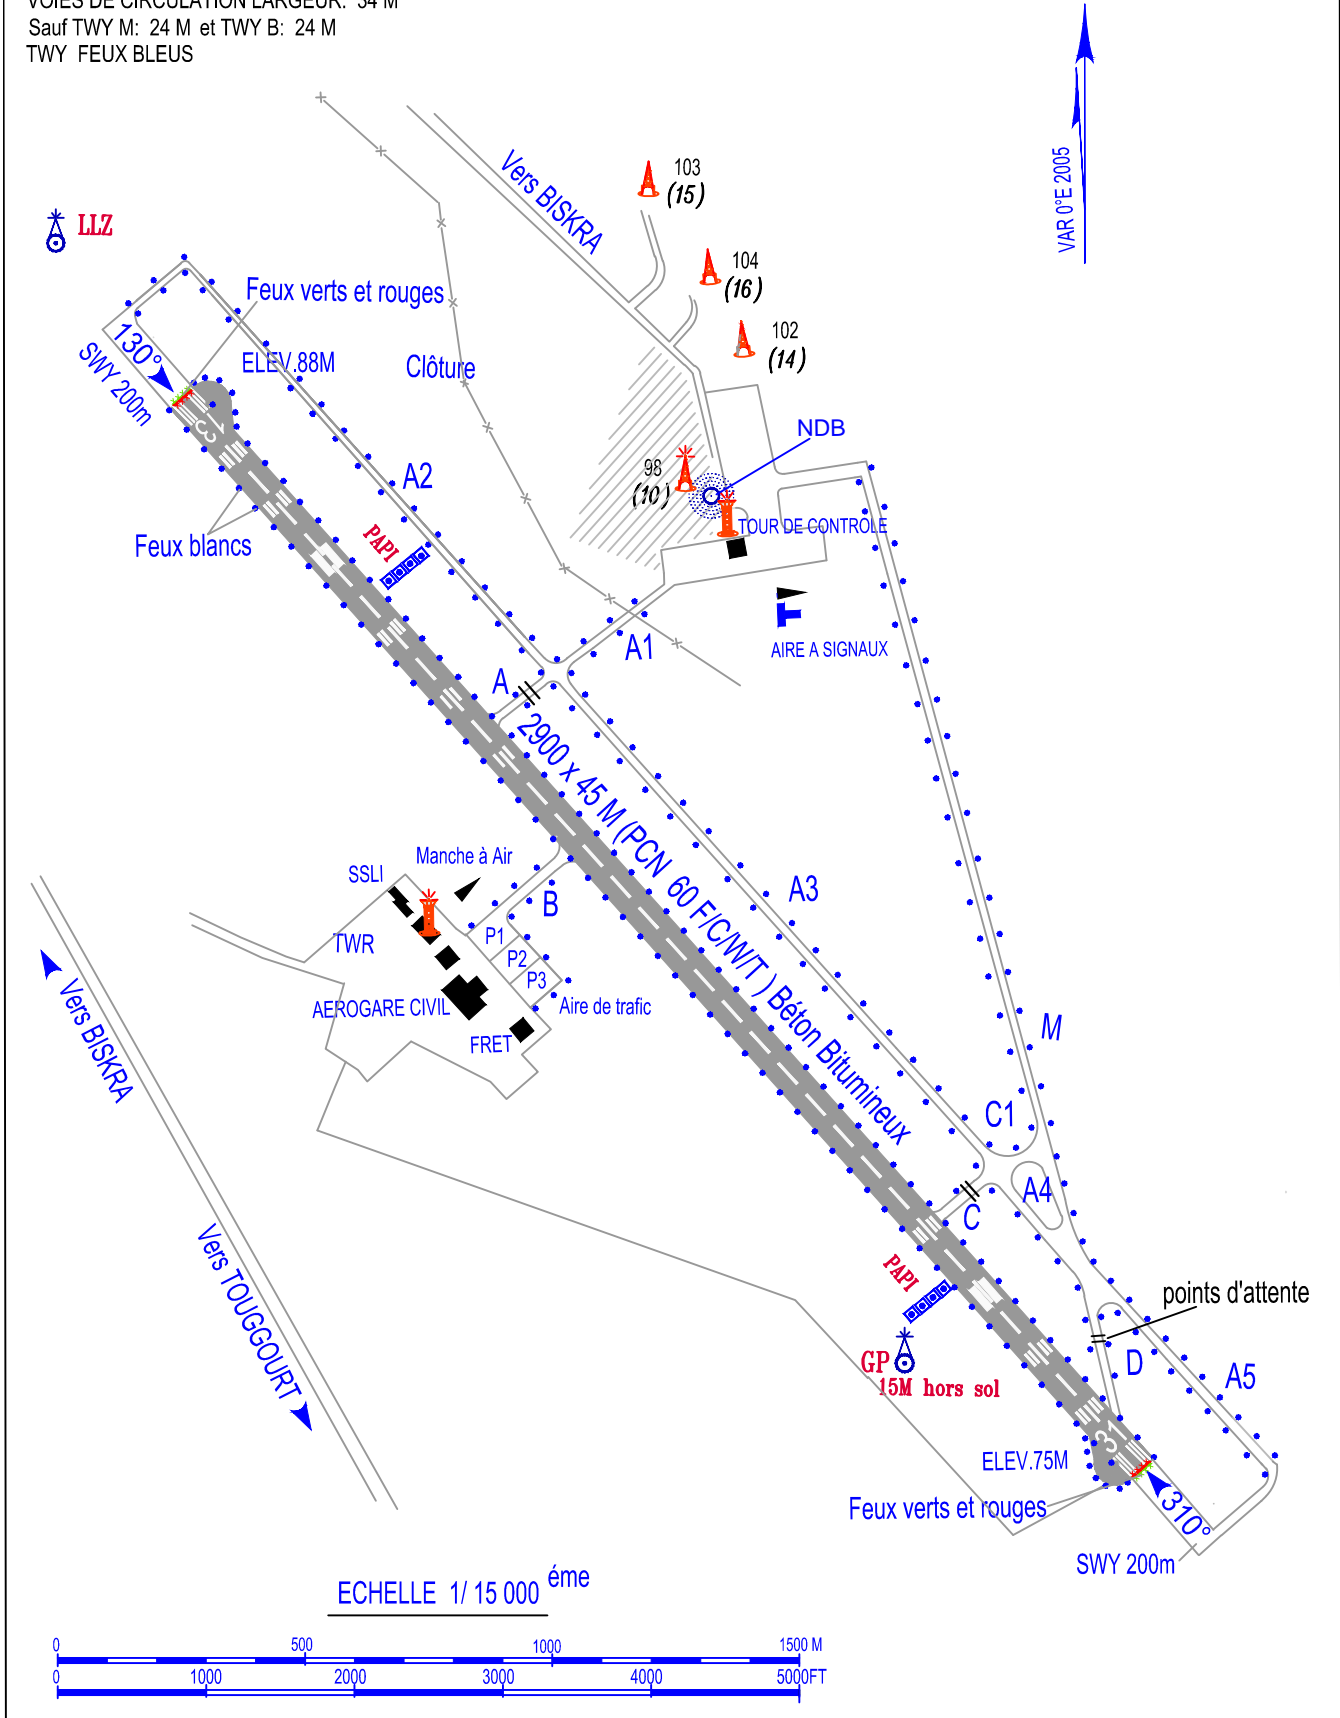 VOIES DE CIRCULATION LARGEUR: 34 M
Sauf TWY M: 24 M et TWY B: 24 M
TWY FEUX BLEUS
VAR 0°E 2005
Vers BISKRA
103
(15)
LLZ
104
(16)
Feux verts et rouges
102
(14)
130°
SWY 200m
ELEV.88M
Clôture
13
NDB
A2
98
(10)
TOUR DE CONTROLE
PAPI
Feux blancs
A1
AIRE A SIGNAUX
A
2900 x 45 M (PCN 60 F/C/W/T ) Béton Bitumineux
Manche à Air
SSLI
A3
B
TWR
P1
P2
P3
AEROGARE CIVIL
Aire de trafic
FRET
Vers BISKRA
M
C1
A4
C
Vers TOUGGOURT
PAPI
points d'attente
GP
15M hors sol
D
A5
31
ELEV.75M
Feux verts et rouges
310°
SWY 200m
ECHELLE 1/ 15 000 éme
0 500 1000 1500 M
0 1000 2000 3000 4000 5000FT